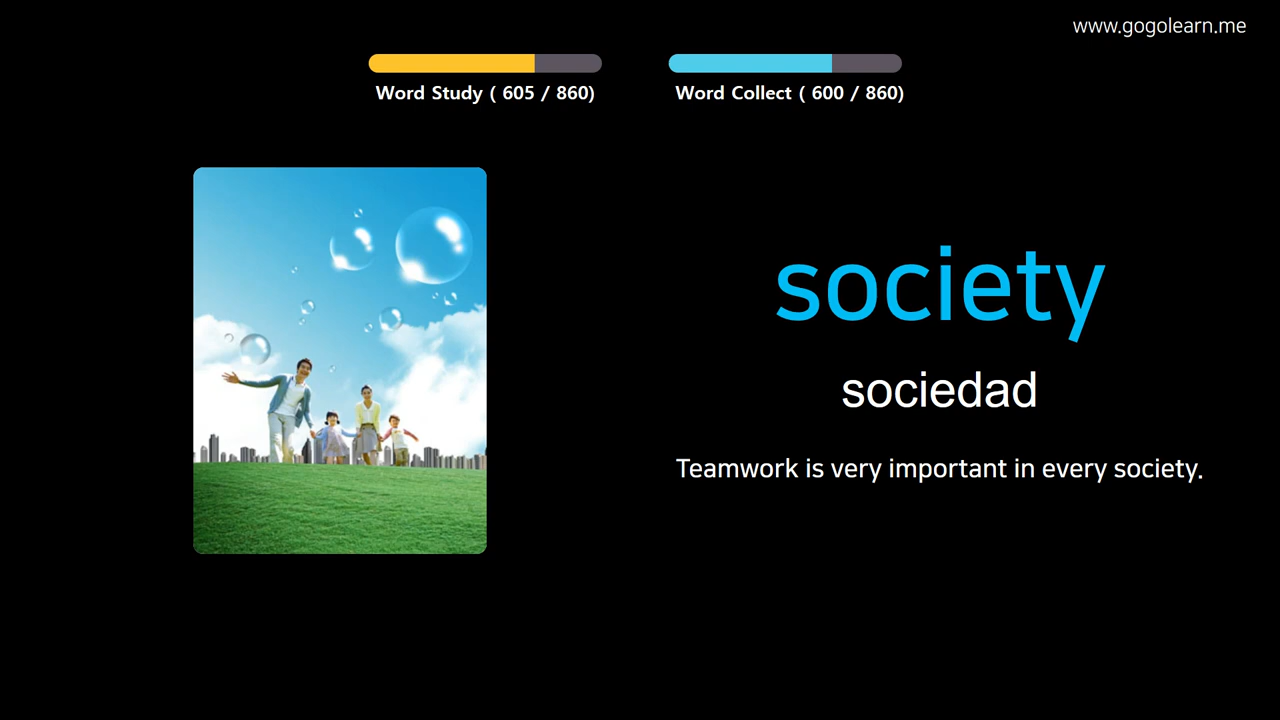 www.gogolearn.me
Word Study ( 605 / 860)
Word Collect ( 600 / 860)
society
sociedad
Teamwork is very important in every society.